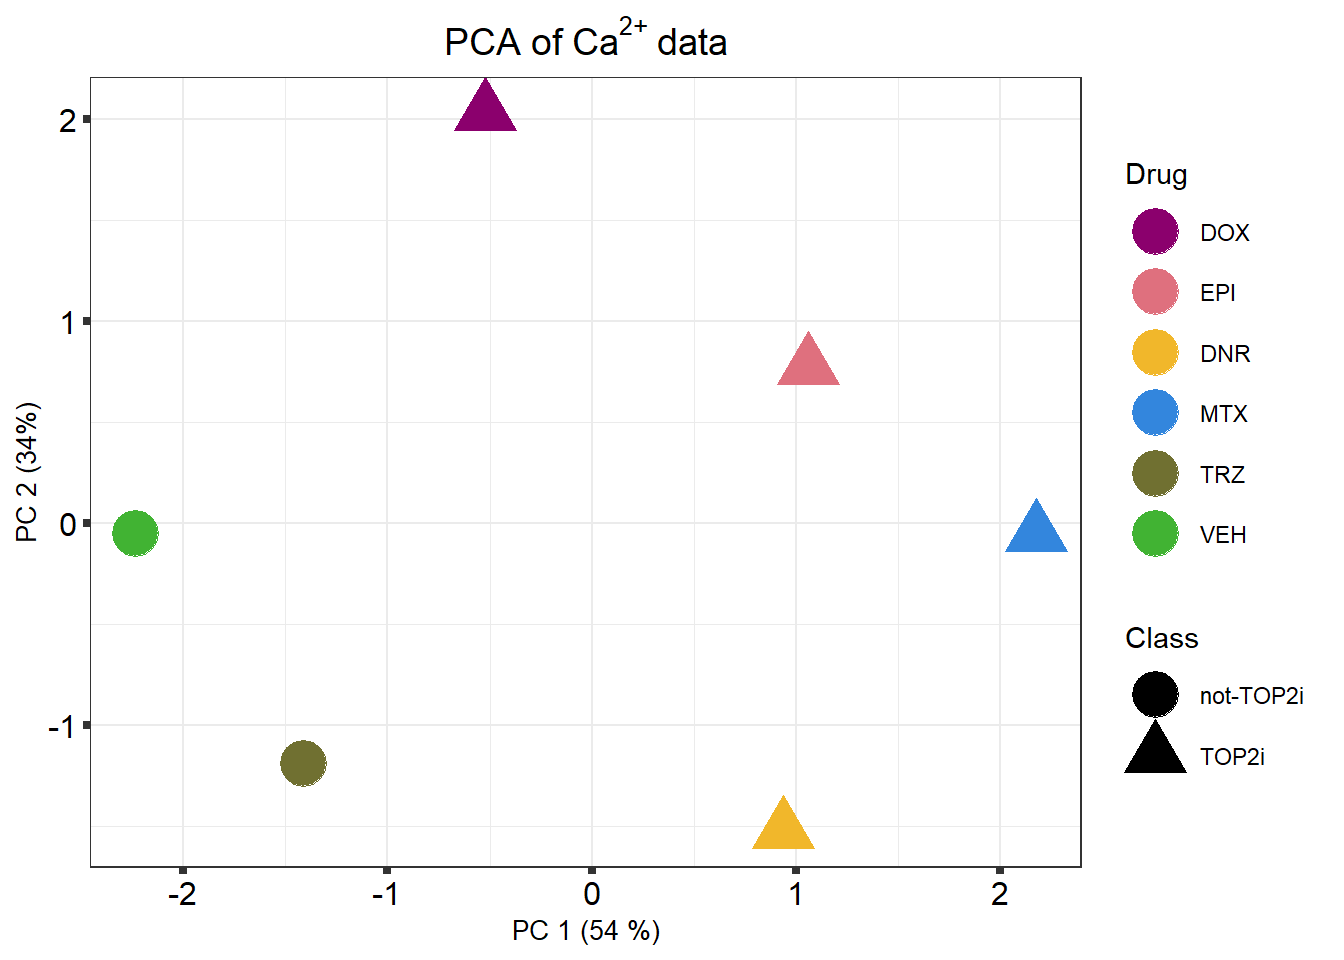 PCA of Ca2+ data
PC 2 (34%)
2
1
0
-1
-2
-1
0
1
2
PC 1 (54 %)
Drug
DOX
EPI
DNR
MTX
TRZ
VEH
Class
not-TOP2i
TOP2i